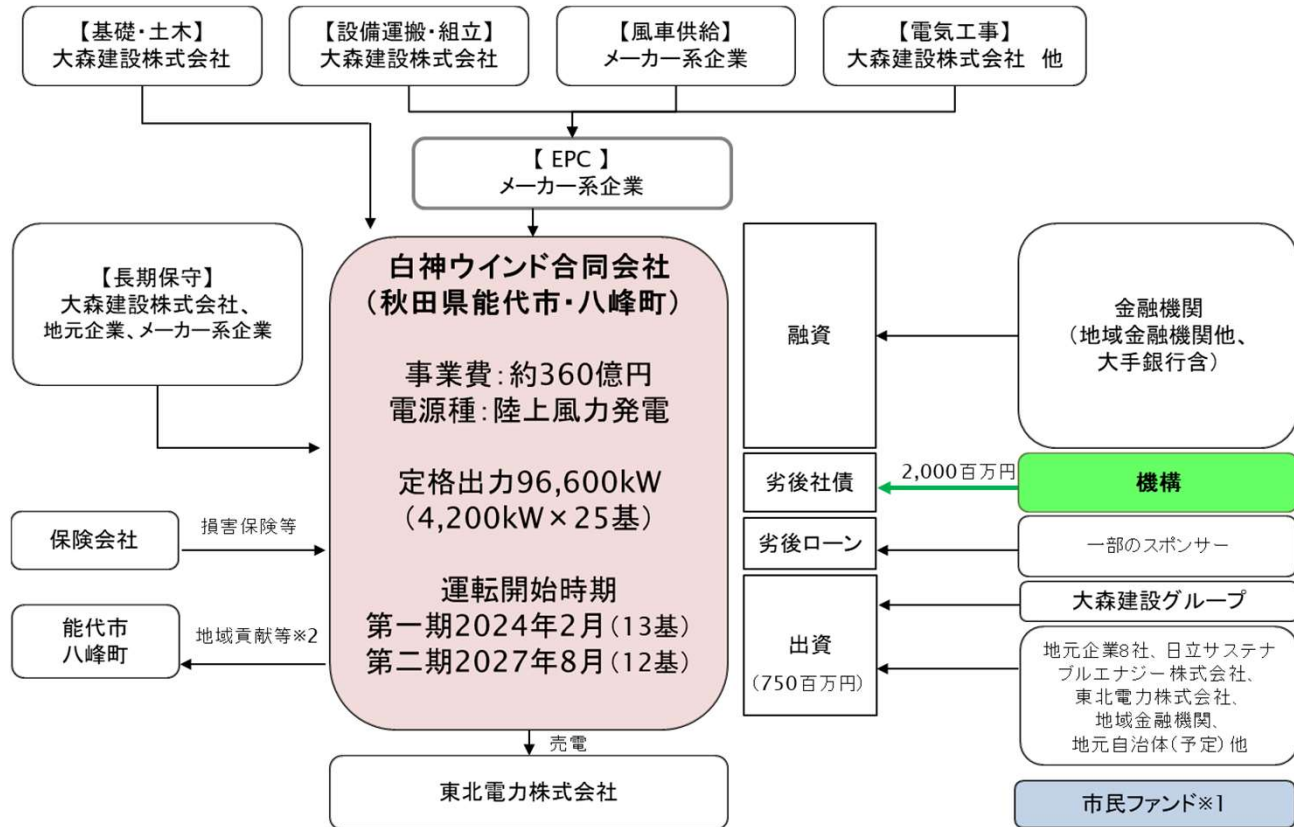 【基礎・土木】
大森建設株式会社
【設備運搬・組立】
大森建設株式会社
【風車供給】
メーカー系企業
【電気工事】
大森建設株式会社 他
【 EPC 】
メーカー系企業
【長期保守】
大森建設株式会社、
地元企業、メーカー系企業
保険会社
損害保険等
能代市
八峰町
地域貢献等※2
白神ウインド合同会社
(秋田県能代市・八峰町)
事業費:約360億円
電源種:陸上風力発電
定格出力96,600kW
(4,200kW×25基)
運転開始時期
第一期2024年2月(13基)
第二期2027年8月(12基)
売電
東北電力株式会社
融資
劣後社債
劣後ローン
出資
(750百万円)
金融機関
(地域金融機関他、
大手銀行含)
2,000百万円
機構
一部のスポンサー
大森建設グループ
地元企業8社、日立サステナ
ブルエナジー株式会社、
東北電力株式会社、
地域金融機関、
地元自治体(予定)他
市民ファンド※1